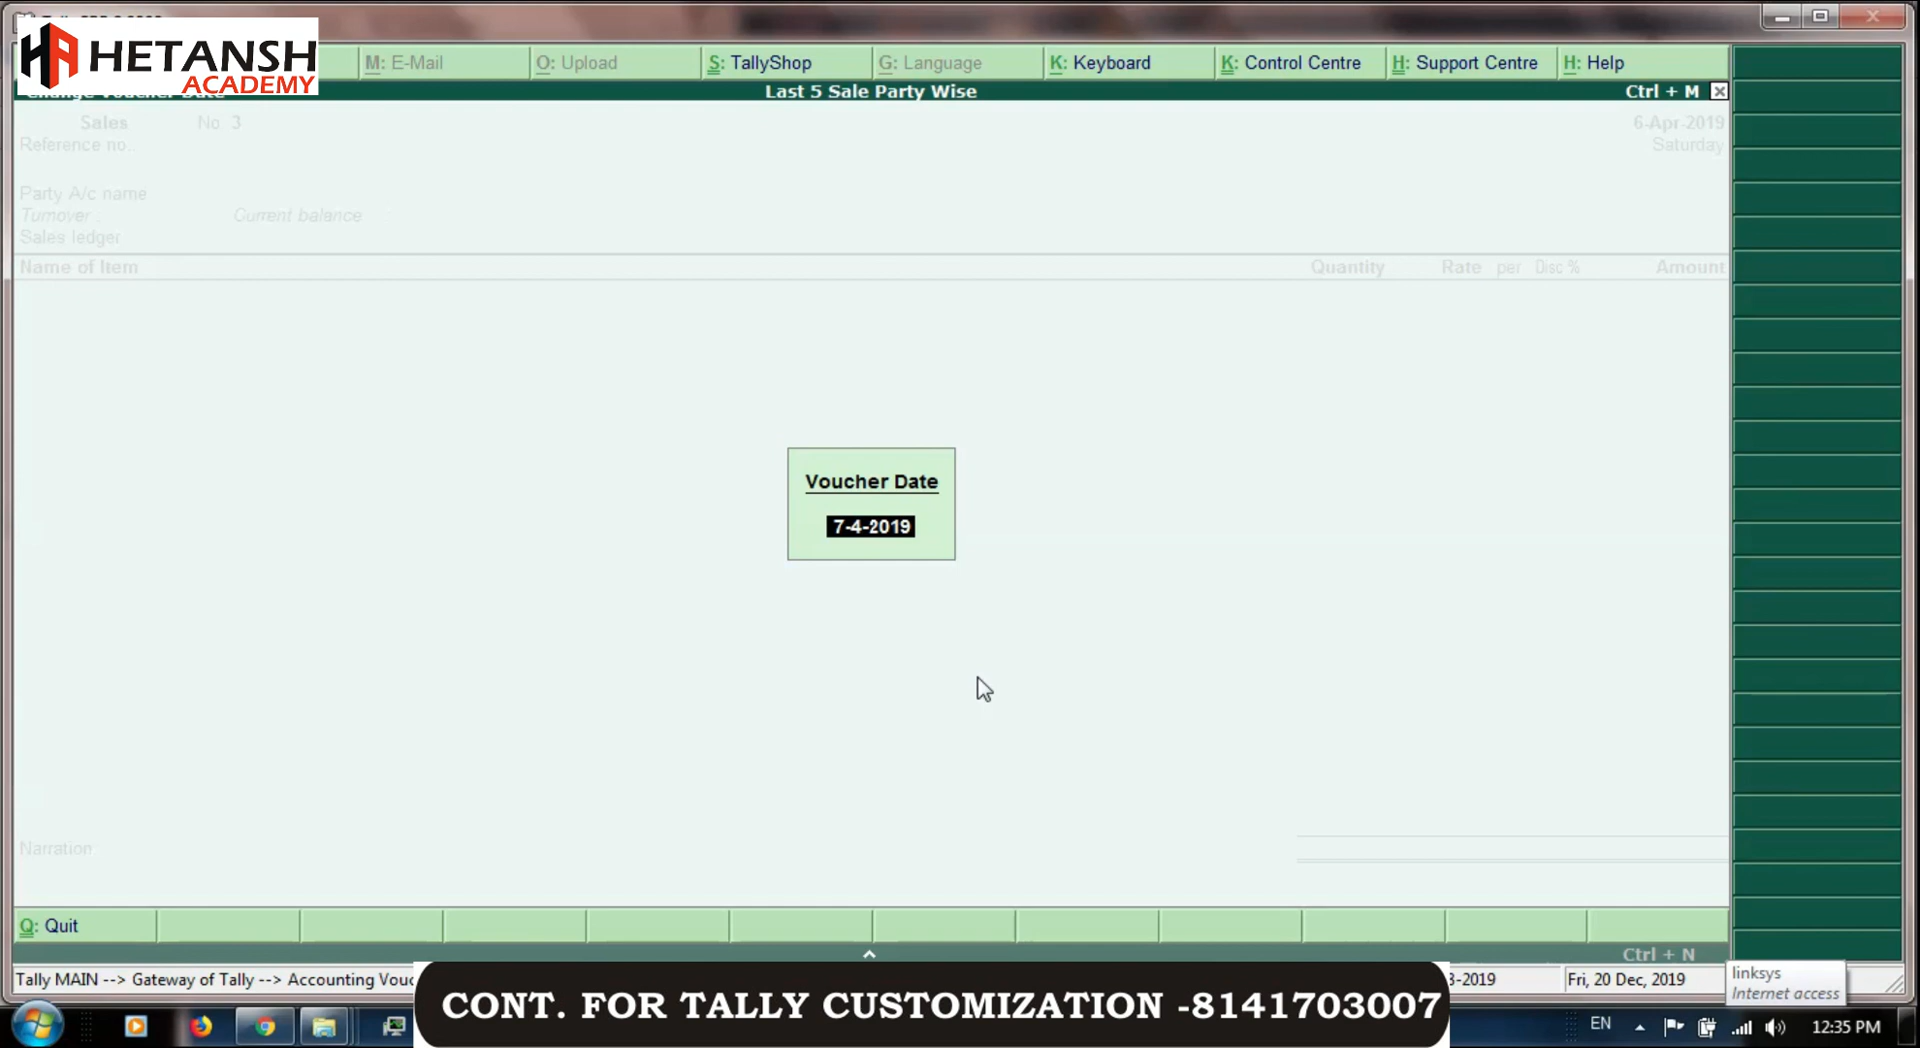 HETANSH
ACADEMY
M: E-Mail
O: Upload
S: TallyShop
G: Language
K: Keyboard
K: Control Centre
H: Support Centre
H: Help
Change Voucher Date
Last 5 Sale Party Wise
Ctrl + M
Sales
No. 3
6-Apr-2019
Reference no.:
Saturday
Party A/c name
Turnover :
Current balance :
Sales ledger
Name of Item
Quantity
Rate
per
Disc %
Amount
Voucher Date
7-4-2019
Narration:
Q: Quit
Ctrl + N
Tally MAIN --> Gateway of Tally --> Accounting Vouc
3-2019
Fri, 20 Dec, 2019
linksys
Internet access
CONT. FOR TALLY CUSTOMIZATION -8141703007
EN
12:35 PM